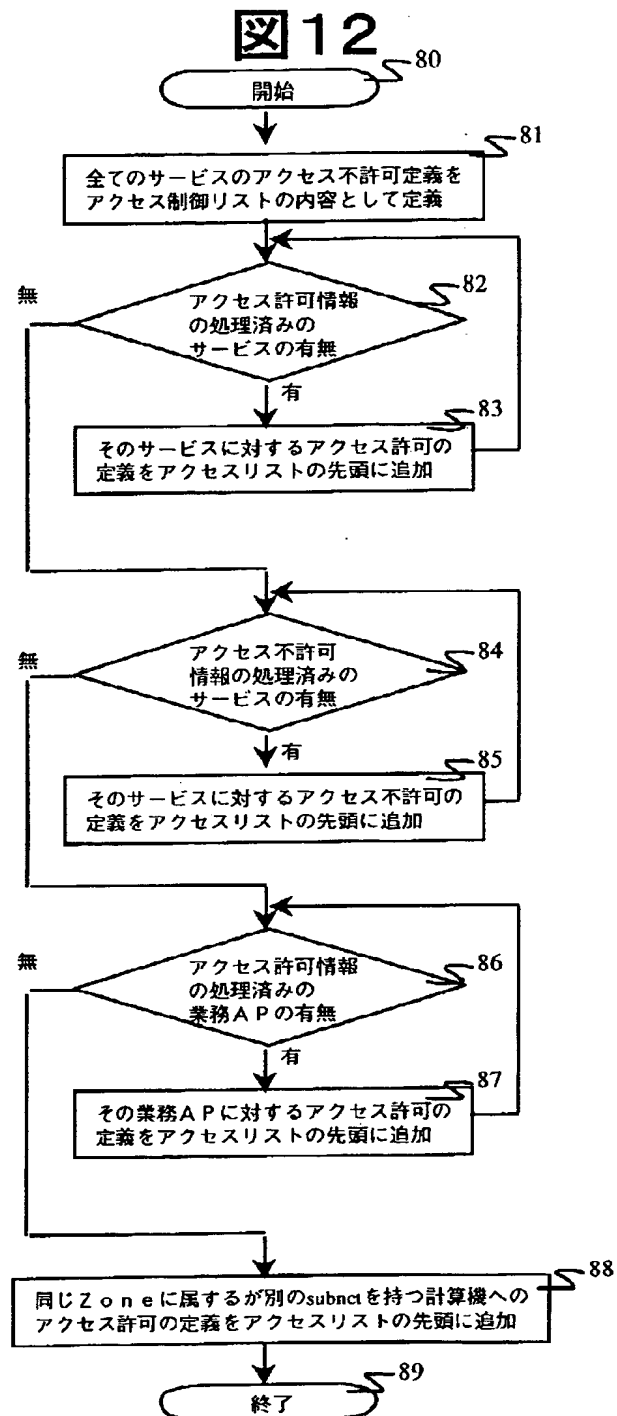 図12
開始
80
81
全てのサービスのアクセス不許可定義を
アクセス制御リストの内容として定義
無
82
アクセス許可情報
の処理済みの
サービスの有無
有
83
そのサービスに対するアクセス許可の
定義をアクセスリストの先頭に追加
無
84
アクセス不許可
情報の処理済みの
サービスの有無
有
85
そのサービスに対するアクセス不許可の
定義をアクセスリストの先頭に追加
無
86
アクセス許可情報
の処理済みの
業務APの有無
有
87
その業務APに対するアクセス許可の
定義をアクセスリストの先頭に追加
88
同じZoneに属するが別のsubnctを持つ計算機への
アクセス許可の定義をアクセスリストの先頭に追加
89
終了